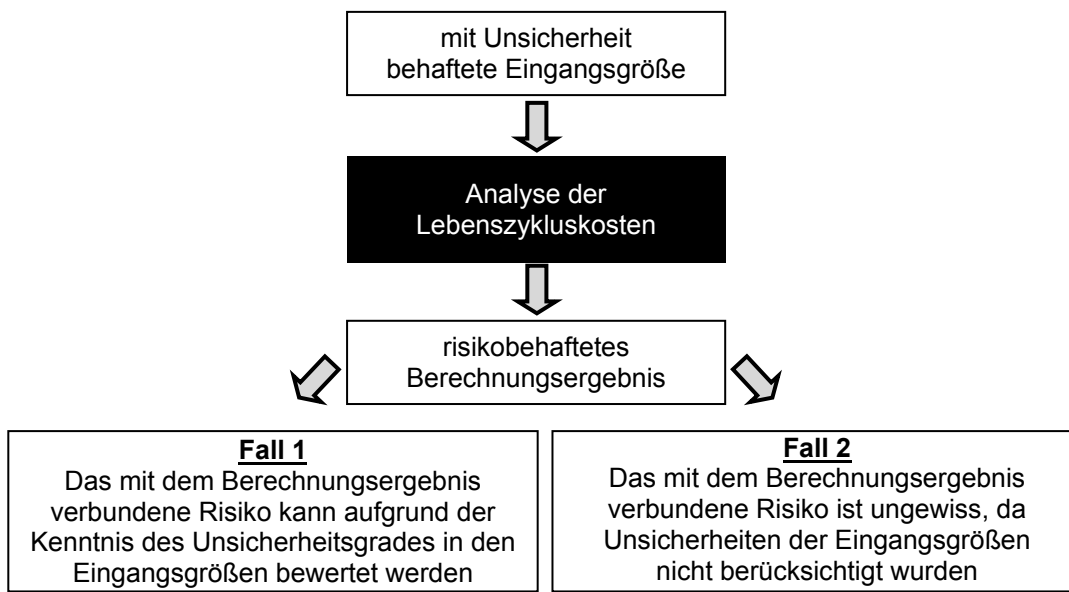 mit Unsicherheit
behaftete Eingangsgröße
Analyse der
Lebenszykluskosten
risikobehaftetes
Berechnungsergebnis
Fall 1
Das mit dem Berechnungsergebnis
verbundene Risiko kann aufgrund der
Kenntnis des Unsicherheitsgrades in den
Eingangsgrößen bewertet werden
Fall 2
Das mit dem Berechnungsergebnis
verbundene Risiko ist ungewiss, da
Unsicherheiten der Eingangsgrößen
nicht berücksichtigt wurden